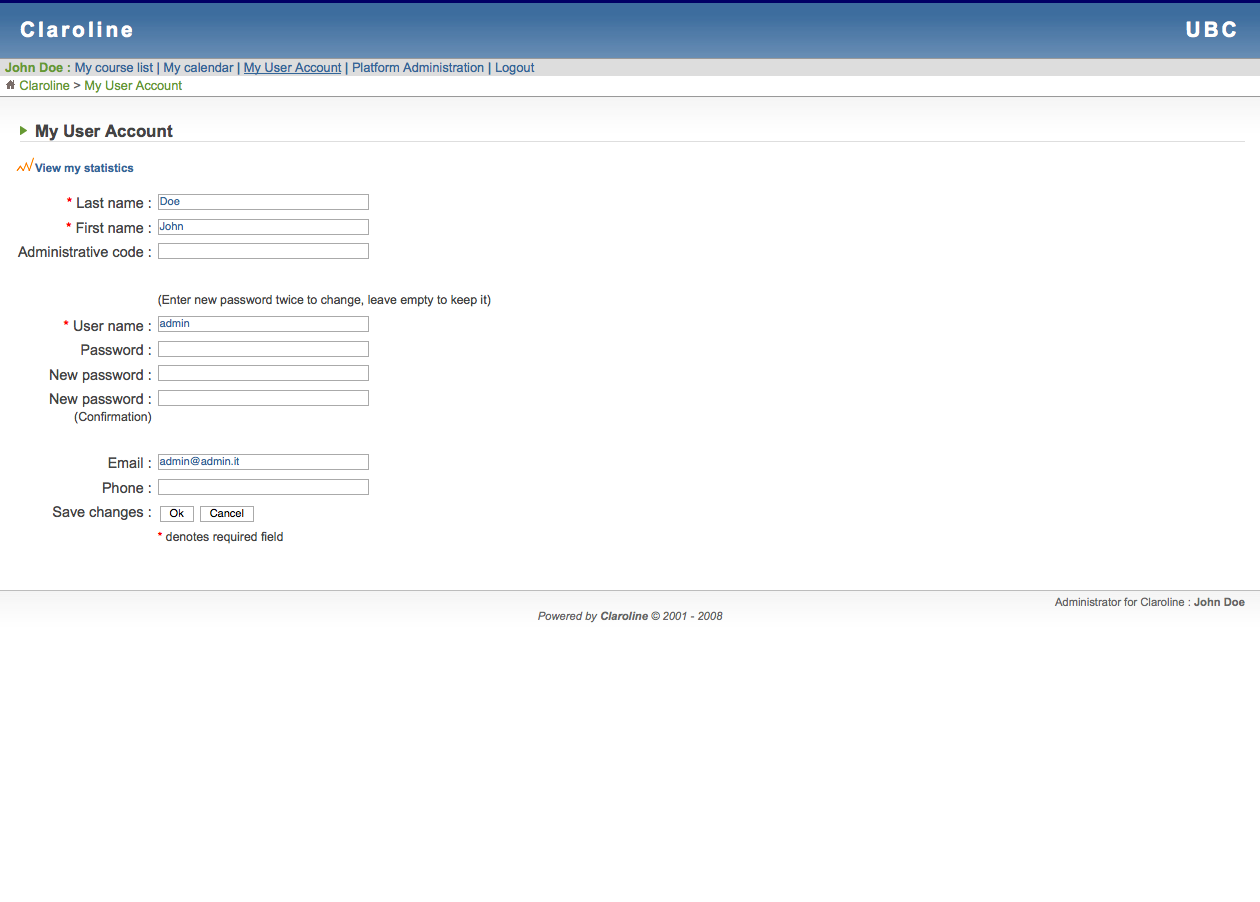 Claroline UBC
John Doe : My course list | My calendar | My User Account | Platform Administration | Logout
Claroline > My User Account
My User Account
View my statistics
* Last name : Doe
* First name : John
Administrative code :
(Enter new password twice to change, leave empty to keep it)
* User name : admin
Password :
New password :
New password :
(Confirmation)
Email : admin@admin.it
Phone :
Save changes : Ok Cancel
* denotes required field
Administrator for Claroline : John Doe
Powered by Claroline © 2001 - 2008